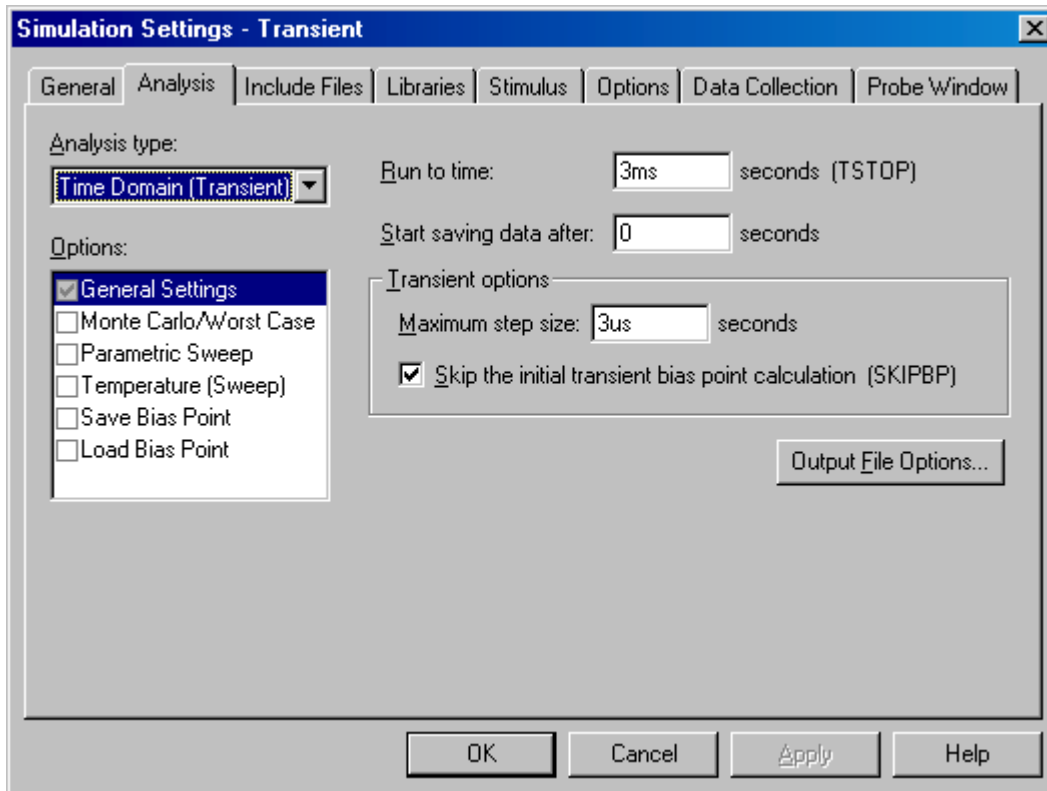 Simulation Settings - Transient
General Analysis Include Files Libraries Stimulus Options Data Collection Probe Window
Analysis type:
Time Domain (Transient)
Options:
General Settings
Monte Carlo/Worst Case
Parametric Sweep
Temperature (Sweep)
Save Bias Point
Load Bias Point
Run to time: 3ms seconds (TSTOP)
Start saving data after: 0 seconds
Transient options
Maximum step size: 3us seconds
Skip the initial transient bias point calculation (SKIPBP)
Output File Options...
OK Cancel Apply Help